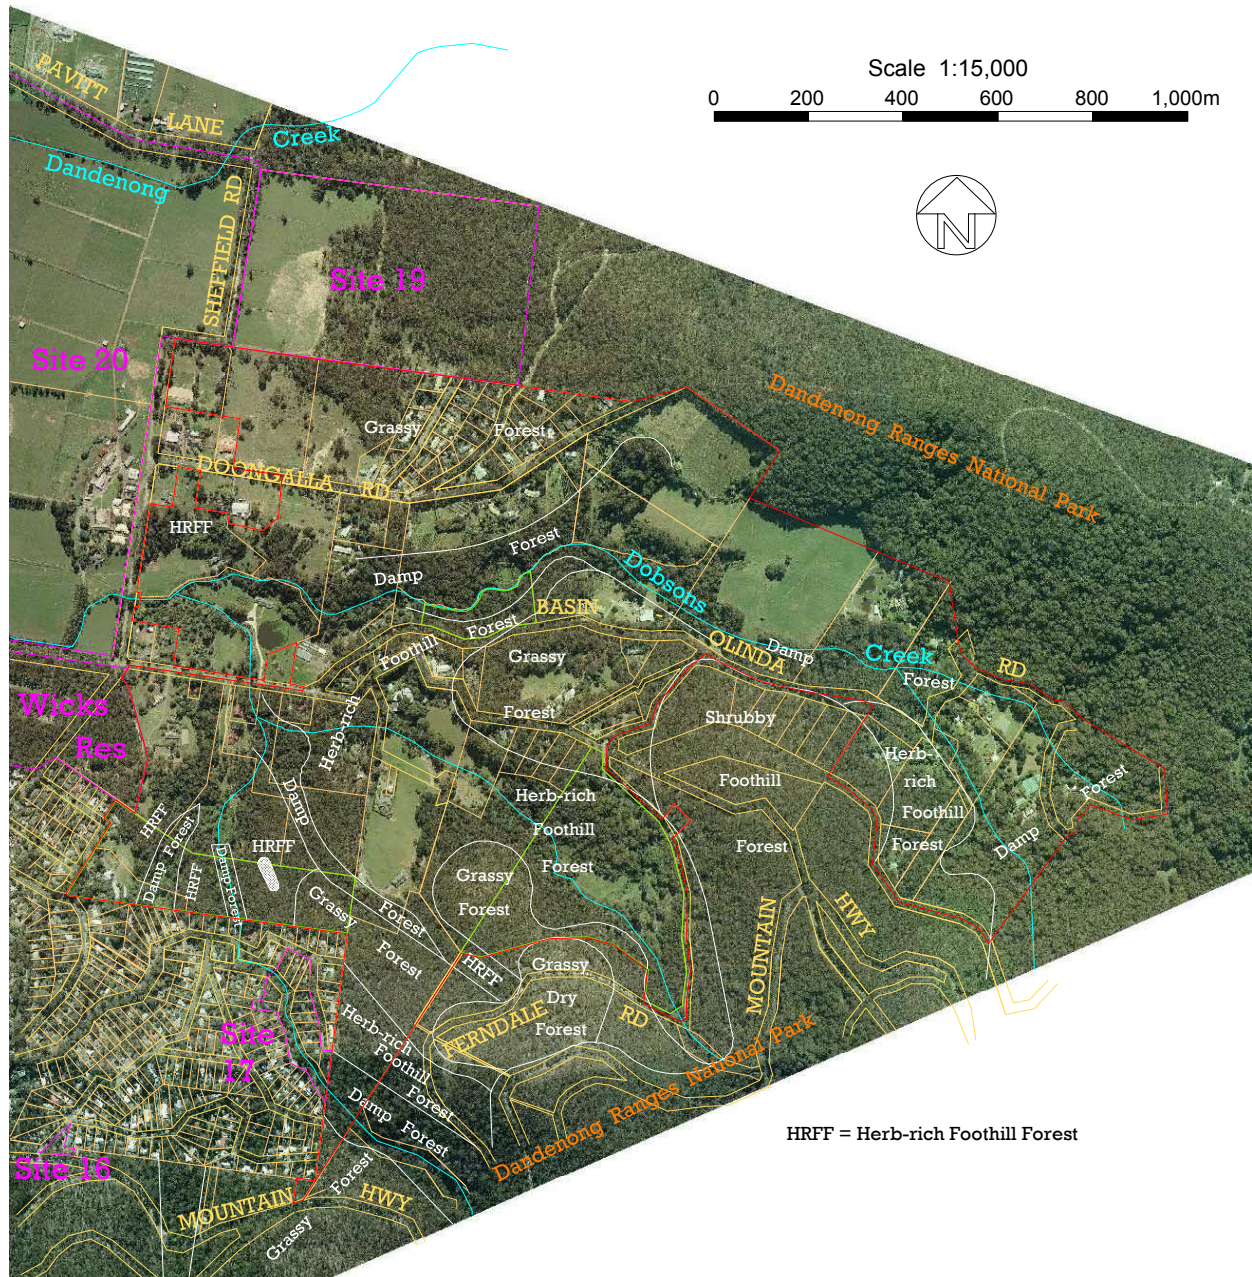 Scale 1:15,000
0 200 400 600 800 1,000m
N
PAVITT
LANE
Creek
Dandenong
SHEFFIELD RD
Site 19
Site 20
Dandenong Ranges National Park
Grassy Forest
DOONGALLA RD
HRFF
Damp Forest
Dobsons
Creek
BASIN
OLINDA
RD
Foothill Forest
Herb-rich
Damp
Forest
Grassy
Forest
Wicks
Res
Shrubby
Foothill
Forest
Herb-
rich
Foothill
Forest
Damp Forest
Herb-rich
Foothill
Forest
Damp
Forest
HRFF
Damp Forest
HRFF
Damp Forest
HRFF
Grassy
Forest
Grassy
Forest
HRFF
Grassy
Dry
Forest
FERNDALE RD
MOUNTAIN
HWY
Site
17
Herb-rich
Foothill
Forest
Damp Forest
Dandenong Ranges National Park
HRFF = Herb-rich Foothill Forest
Site 16
MOUNTAIN HWY
Grassy Forest